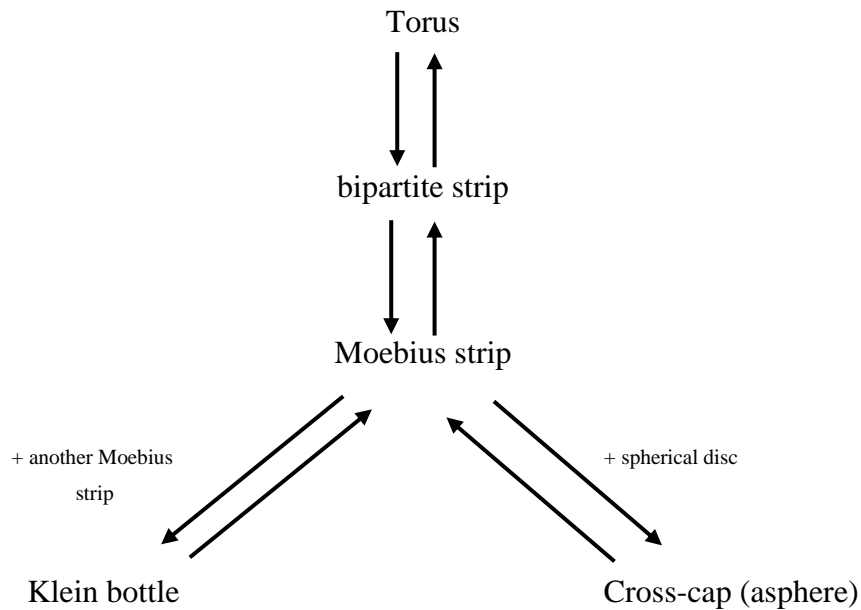 Torus
bipartite strip
Moebius strip
+ another Moebius
strip
+ spherical disc
Klein bottle
Cross-cap (asphere)